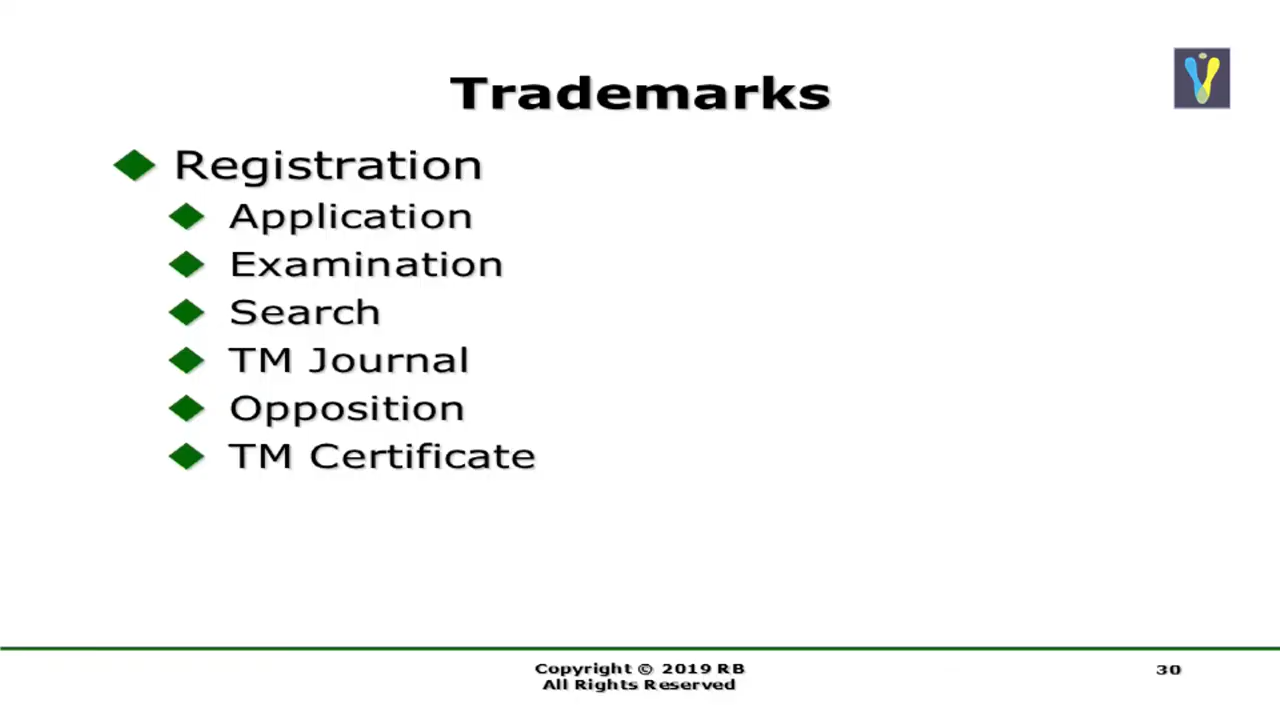 Trademarks
Registration
Application
Examination
Search
TM Journal
Opposition
TM Certificate
Copyright © 2019 RB
All Rights Reserved
30